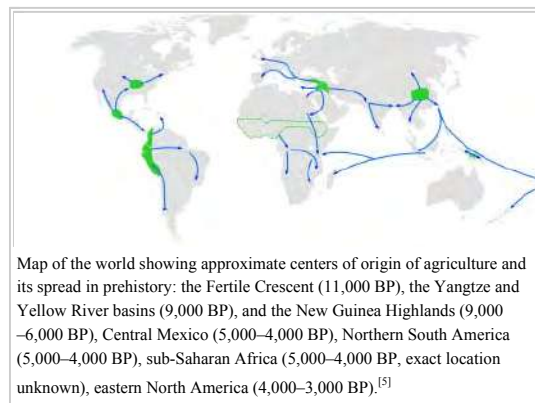 Map of the world showing approximate centers of origin of agriculture and
its spread in prehistory: the Fertile Crescent (11,000 BP), the Yangtze and
Yellow River basins (9,000 BP), and the New Guinea Highlands (9,000
–6,000 BP), Central Mexico (5,000–4,000 BP), Northern South America
(5,000–4,000 BP), sub-Saharan Africa (5,000–4,000 BP, exact location
unknown), eastern North America (4,000–3,000 BP).[5]